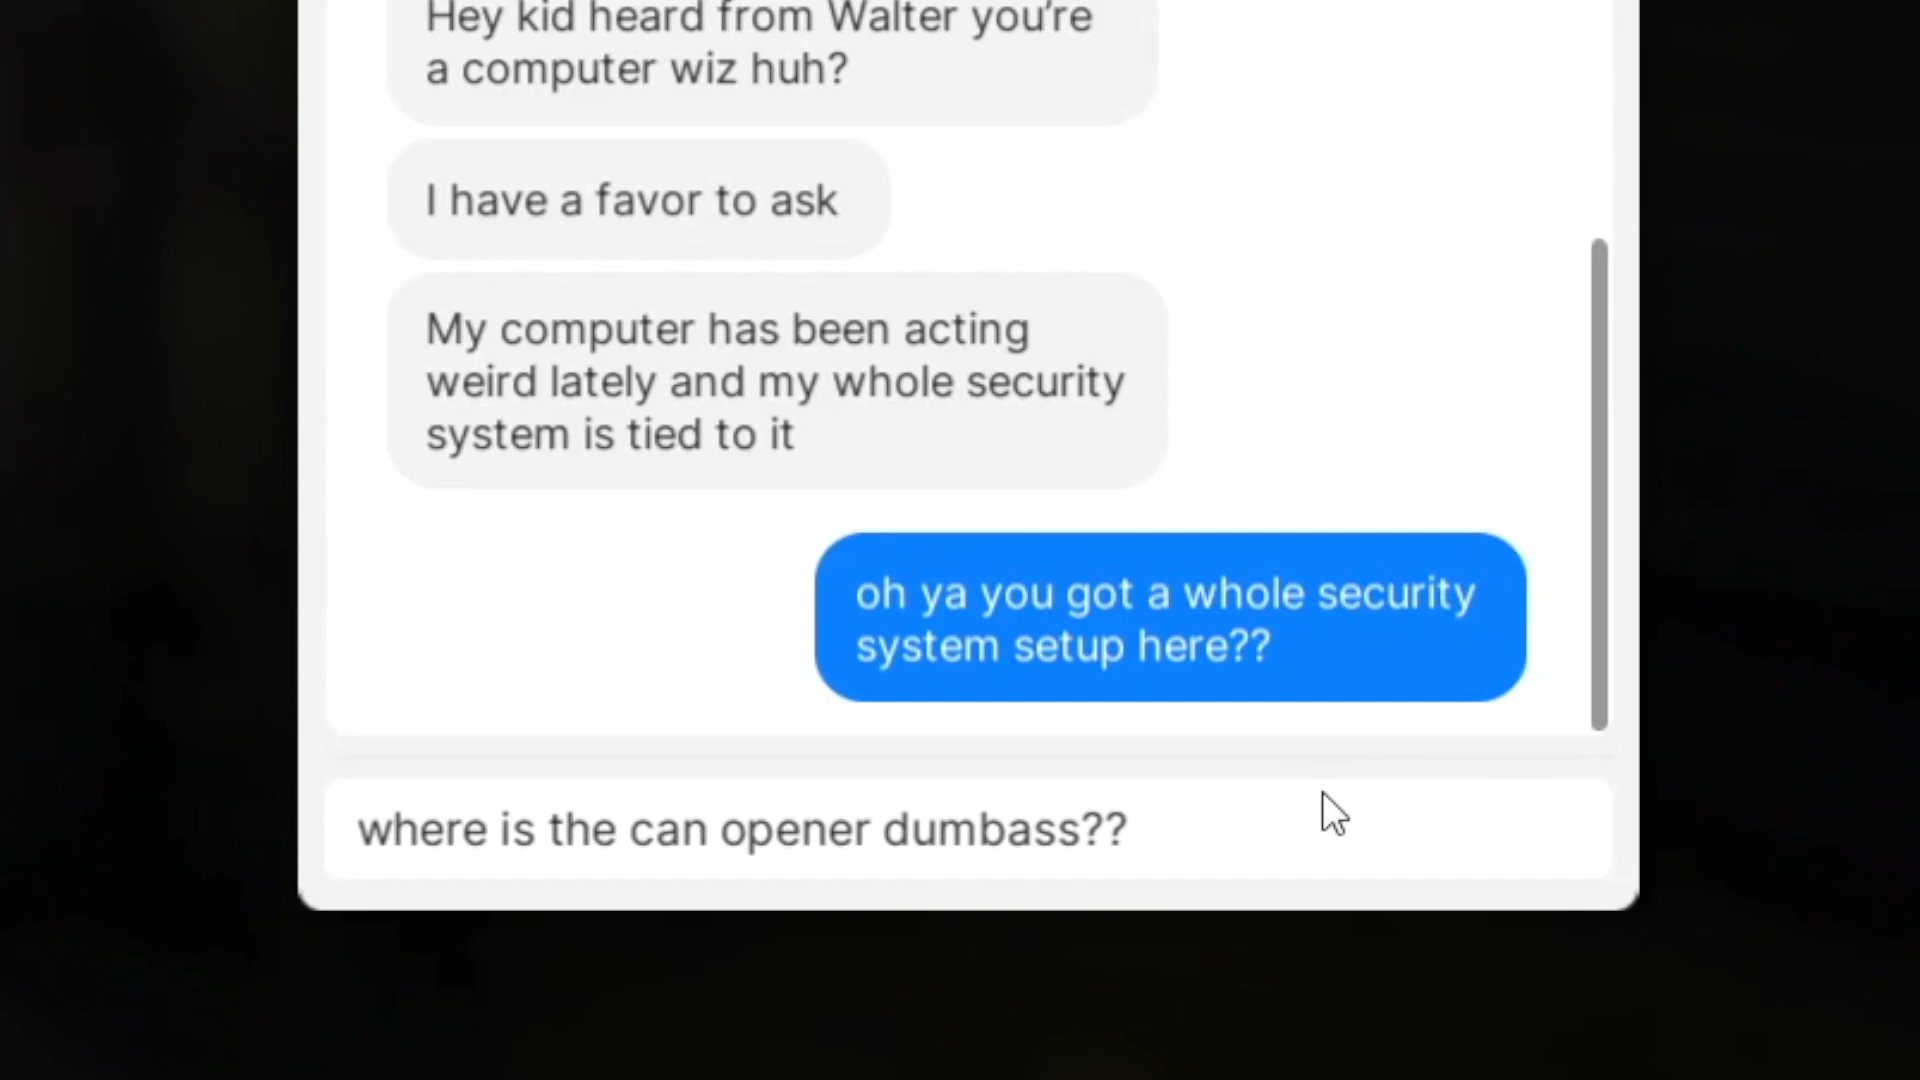 Hey kid heard from Walter you're
a computer wiz huh?
I have a favor to ask
My computer has been acting
weird lately and my whole security
system is tied to it
oh ya you got a whole security
system setup here??
where is the can opener dumbass??